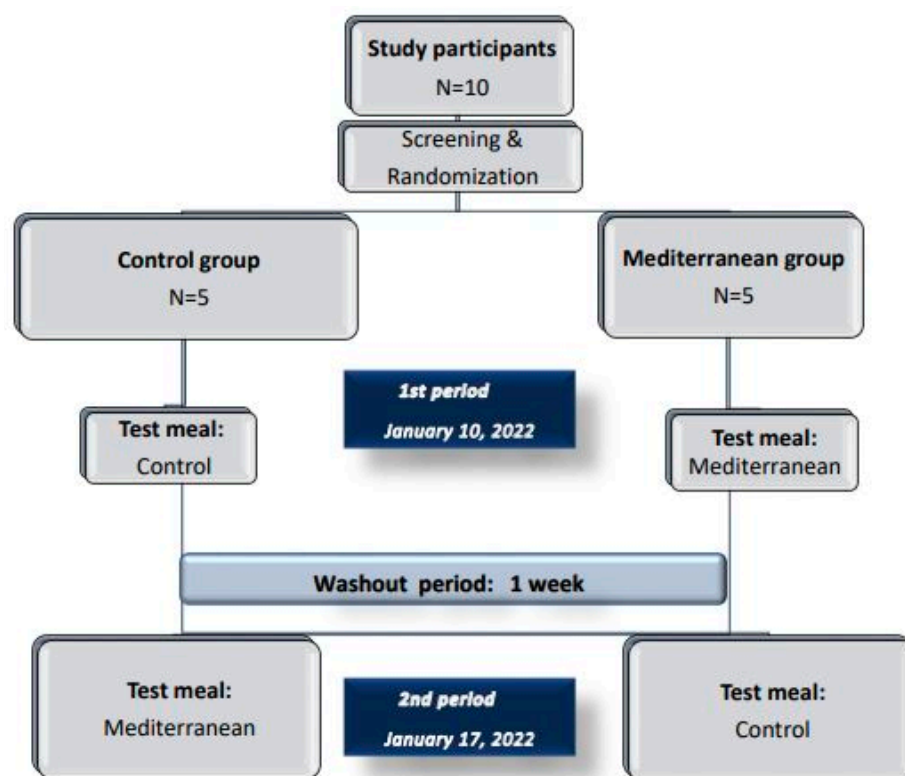 Study participants
N=10
Screening &
Randomization
Control group
N=5
Mediterranean group
N=5
1st period
January 10, 2022
Test meal:
Control
Test meal:
Mediterranean
Washout period: 1 week
Test meal:
Mediterranean
2nd period
January 17, 2022
Test meal:
Control